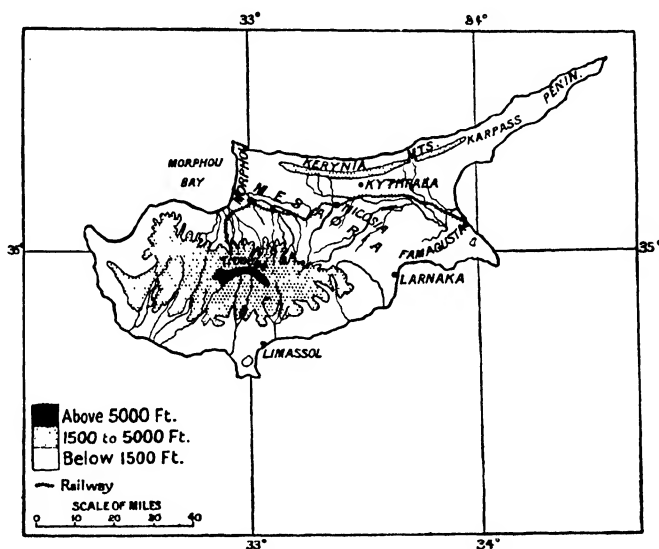 33°
34°
PENIN.
KARPASS
MTS.
KERYNIA
MORPHOU
BAY
MORPHOU
KYTHRAEA
MESAORIA
NICOSIA
35
FAMAGUSTA
35°
LARNAKA
LIMASSOL
Above 5000 Ft.
1500 to 5000 Ft.
Below 1500 Ft.
Railway
SCALE OF MILES
0 10 20 30 40
33°
34°